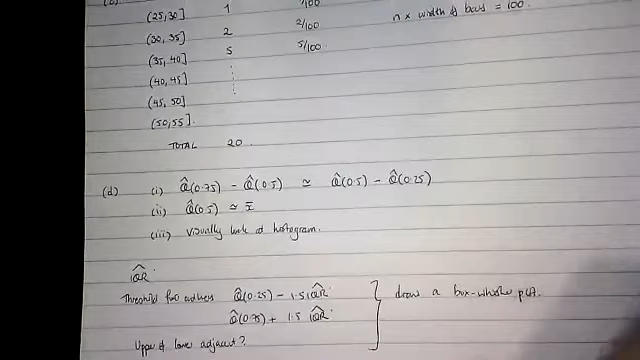 (25,30] 1 /100
(30,35] 2 2/100 n × width of bars = 100.
(35,40] 5 5/100
(40,45]
(45,50]
(50,55].
TOTAL 20
(d) (i) Q̂(0.75) - Q̂(0.5) ≃ Q̂(0.5) - Q̂(0.25)
(ii) Q̂(0.5) ≃ x̄
(iii) Visually look at histogram.
IQ̂R
Threshold for outliers Q̂(0.25) - 1.5 IQ̂R
Q̂(0.75) + 1.5 IQ̂R } draw a box-whisker plot.
Upper & lower adjacent?